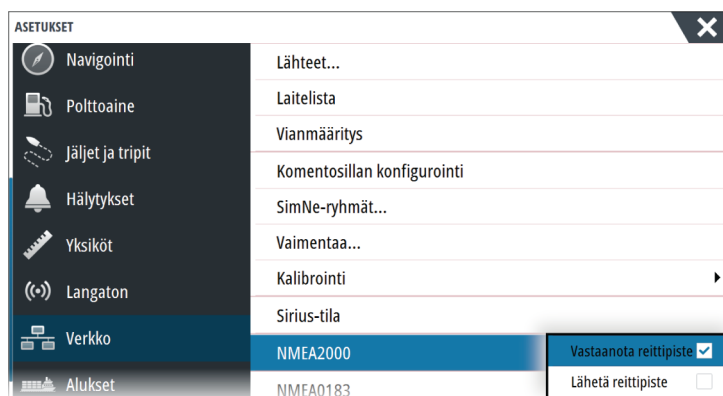 ASETUKSET
Navigointi
Polttoaine
Jäljet ja tripit
Hälytykset
Yksiköt
Langaton
Verkko
Alukset
Lähteet...
Laitelista
Vianmääritys
Komentosillan konfigurointi
SimNe-ryhmät...
Vaimentaa...
Kalibrointi
Sirius-tila
NMEA2000
NMEA0183
Vastaanota reittipiste
Lähetä reittipiste